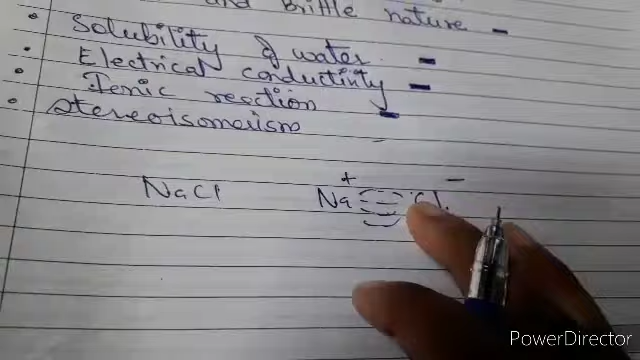 and brittle nature -
• Solubility of water. -
• Electrical conductivity -
• Ionic reaction -
• Stereoisomerism
NaCl Na+ Cl-
PowerDirector